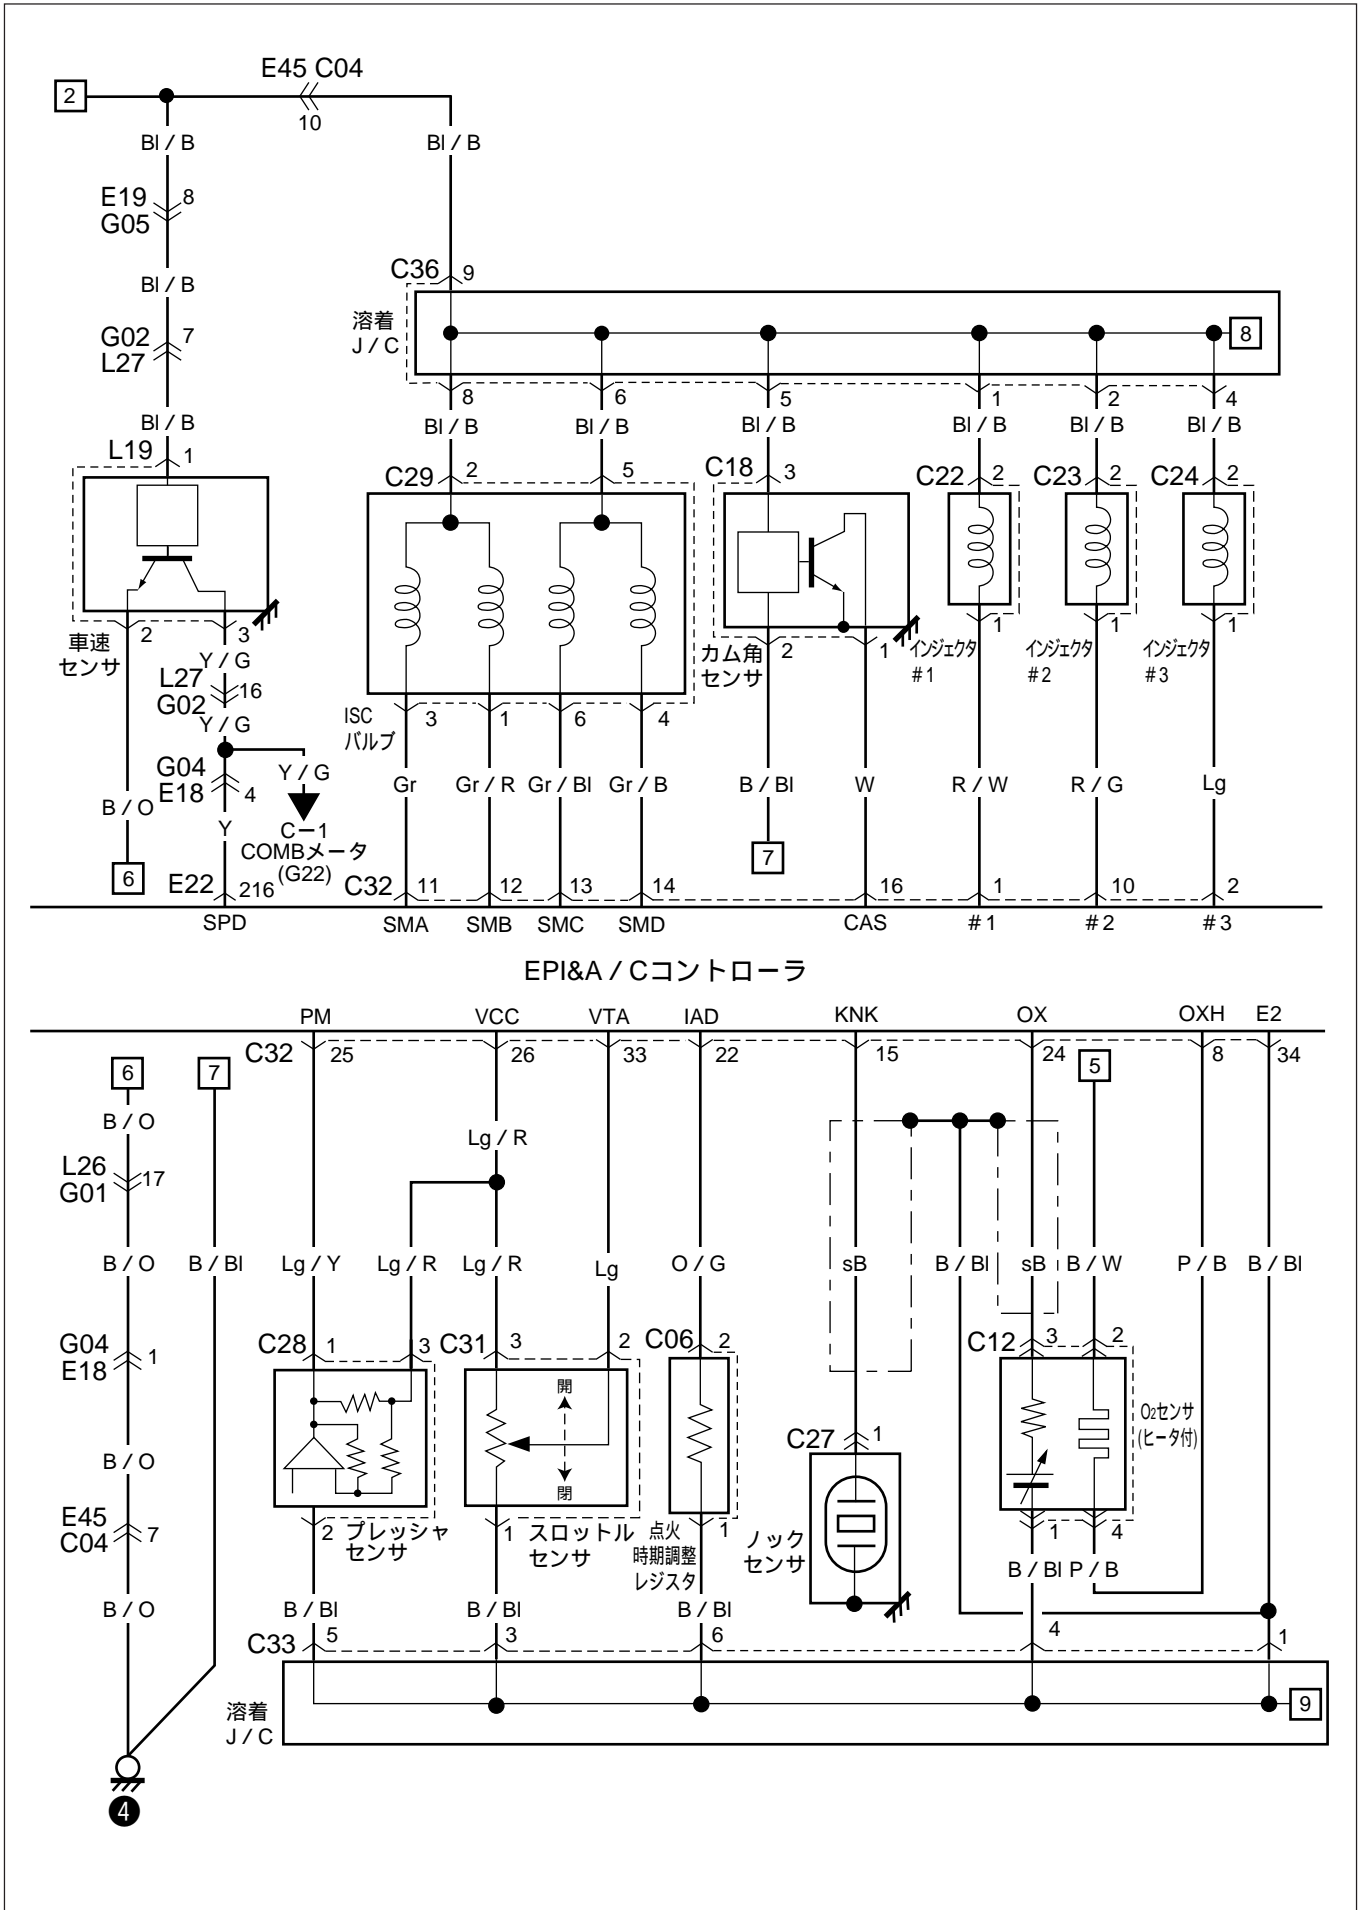 E45 C04
2
10
Bl / B
Bl / B
E19
8
G05
Bl / B
C36
9
溶着
J / C
8
G02
7
L27
8
6
5
1
2
4
Bl / B
Bl / B
Bl / B
Bl / B
Bl / B
Bl / B
Bl / B
L19
1
C29
2
5
C18
3
C22
2
C23
2
C24
2
2
3
車速
センサ
Y / G
L27
16
G02
Y / G
G04
E18
4
Y / G
B / O
Y
C－1
COMBメータ
(G22)
6
ISC
バルブ
3
1
6
4
カム角
センサ
2
1
1
インジェクタ
＃1
1
インジェクタ
＃2
1
インジェクタ
＃3
Gr
Gr / R
Gr / Bl
Gr / B
B / Bl
W
R / W
R / G
Lg
7
E22
216
C32
11
12
13
14
16
1
10
2
SPD
SMA
SMB
SMC
SMD
CAS
＃1
＃2
＃3
EPI&A / Cコントローラ
PM
VCC
VTA
IAD
KNK
OX
OXH
E2
C32
25
26
33
22
15
24
8
34
6
7
5
B / O
Lg / R
L26
17
G01
B / O
B / Bl
Lg / Y
Lg / R
Lg / R
Lg
O / G
sB
B / Bl
sB
B / W
P / B
B / Bl
G04
1
E18
C28
1
3
C31
3
2
C06
2
C12
3
2
開
閉
C27
1
O2センサ
(ヒータ付)
B / O
E45
7
C04
2
プレッシャ
センサ
1
スロットル
センサ
点火
時期調整
レジスタ
1
ノック
センサ
1
4
B / Bl
P / B
B / O
B / Bl
B / Bl
B / Bl
C33
5
3
6
4
1
溶着
J / C
9
4